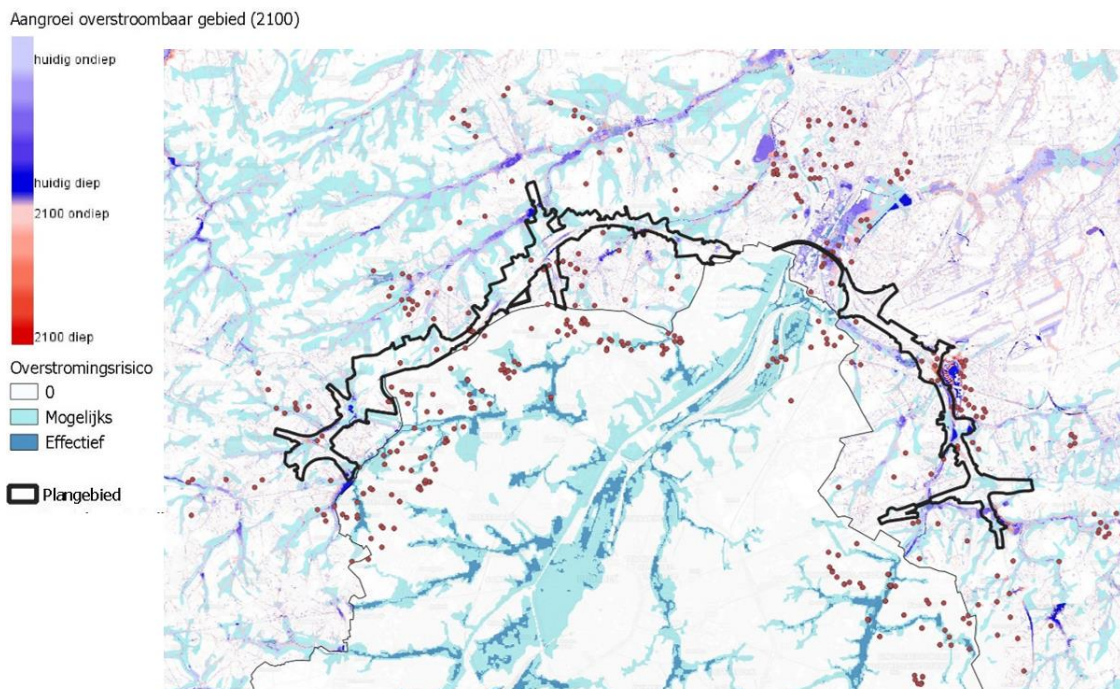 Aangroei overstroombaar gebied (2100)
huidig ondiep
huidig diep
2100 ondiep
2100 diep
Overstromingsrisico
0
Mogelijks
Effectief
Plangebied